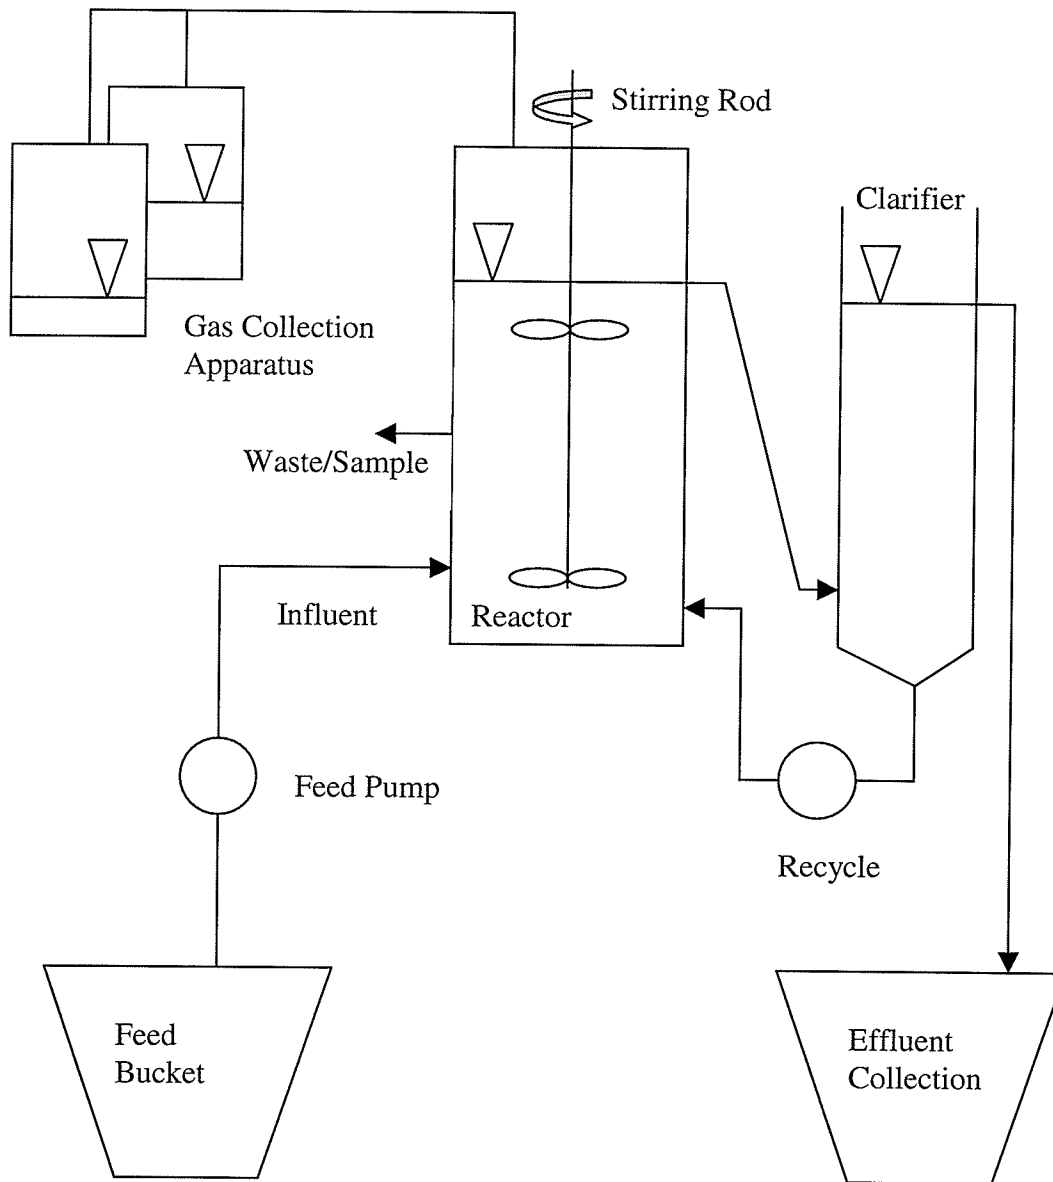 Stirring Rod
Clarifier
Gas Collection
Apparatus
Waste/Sample
Influent
Reactor
Feed Pump
Recycle
Feed
Bucket
Effluent
Collection